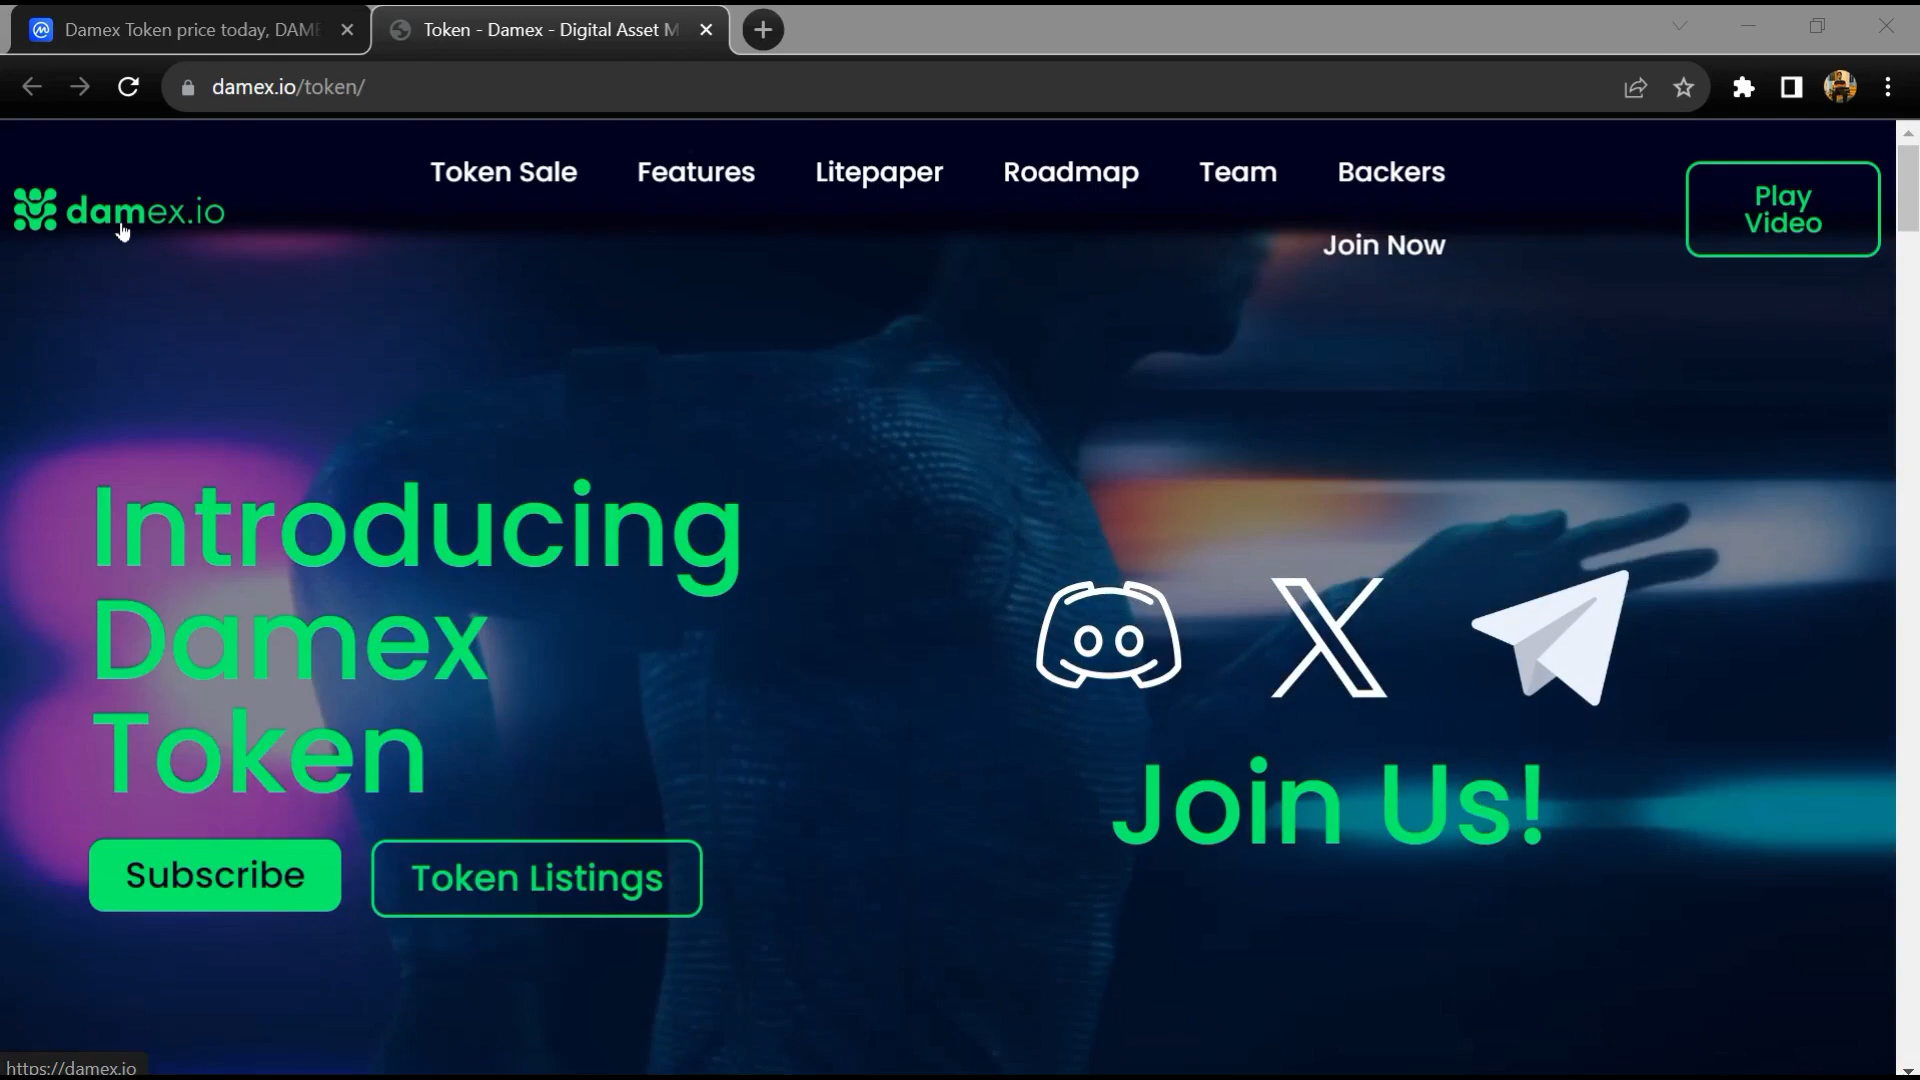 Damex Token price today, DAME
Token - Damex - Digital Asset M
damex.io/token/
Token Sale
Features
Litepaper
Roadmap
Team
Backers
Join Now
Play
Video
damex.io
Introducing
Damex
Token
Subscribe
Token Listings
Join Us!
https://damex.io